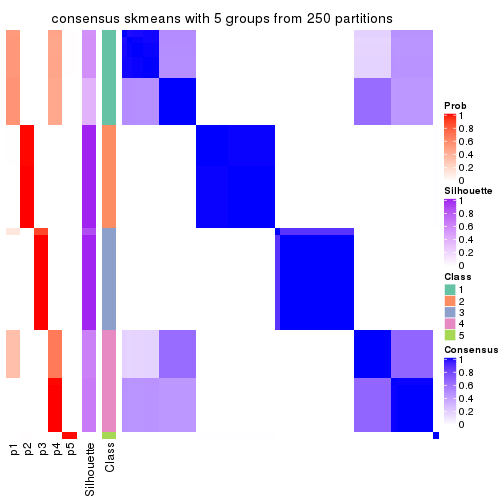 consensus skmeans with 5 groups from 250 partitions
Prob
1
0.8
0.6
0.4
0.2
0
Silhouette
1
0.8
0.6
0.4
0.2
0
Class
1
2
3
4
5
Consensus
1
0.8
0.6
0.4
0.2
0
p1
p2
p3
p4
p5
Silhouette
Class